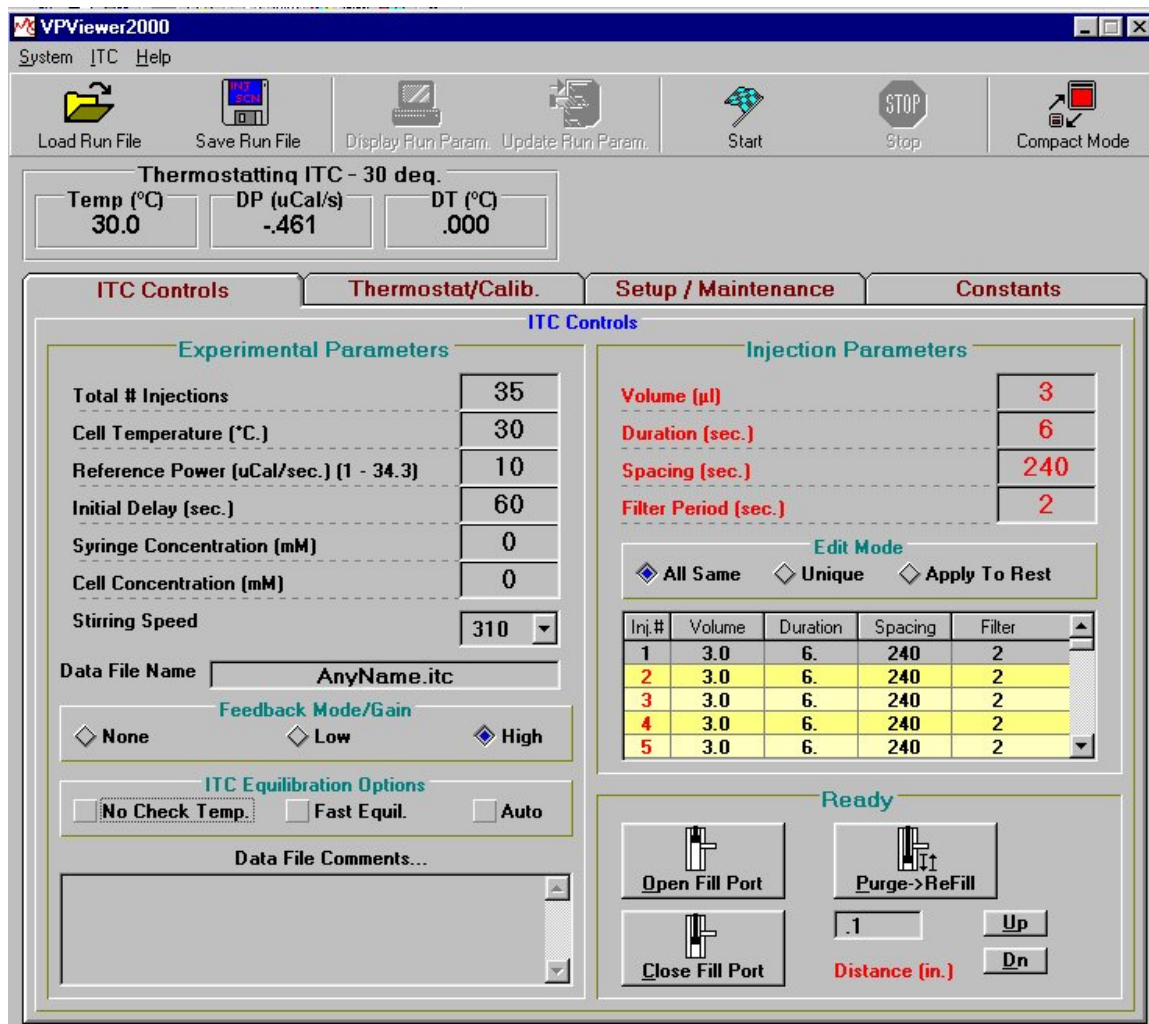 VPViewer2000
System ITC Help
INJ
SCN
STOP
Load Run File Save Run File Display Run Param. Update Run Param. Start Stop Compact Mode
Thermostatting ITC - 30 deg.
Temp (ºC) DP (uCal/s) DT (ºC)
30.0 -.461 .000
ITC Controls Thermostat/Calib. Setup / Maintenance Constants
ITC Controls
Experimental Parameters
Total # Injections 35
Cell Temperature (°C.) 30
Reference Power (uCal/sec.) (1 - 34.3) 10
Initial Delay (sec.) 60
Syringe Concentration (mM) 0
Cell Concentration (mM) 0
Stirring Speed 310
Data File Name AnyName.itc
Feedback Mode/Gain
None Low High
ITC Equilibration Options
No Check Temp. Fast Equil. Auto
Data File Comments...
Injection Parameters
Volume (µl) 3
Duration (sec.) 6
Spacing (sec.) 240
Filter Period (sec.) 2
Edit Mode
All Same Unique Apply To Rest
Inj.# Volume Duration Spacing Filter
1 3.0 6. 240 2
2 3.0 6. 240 2
3 3.0 6. 240 2
4 3.0 6. 240 2
5 3.0 6. 240 2
Ready
Open Fill Port Purge->ReFill
.1 Up
Close Fill Port Distance (in.) Dn